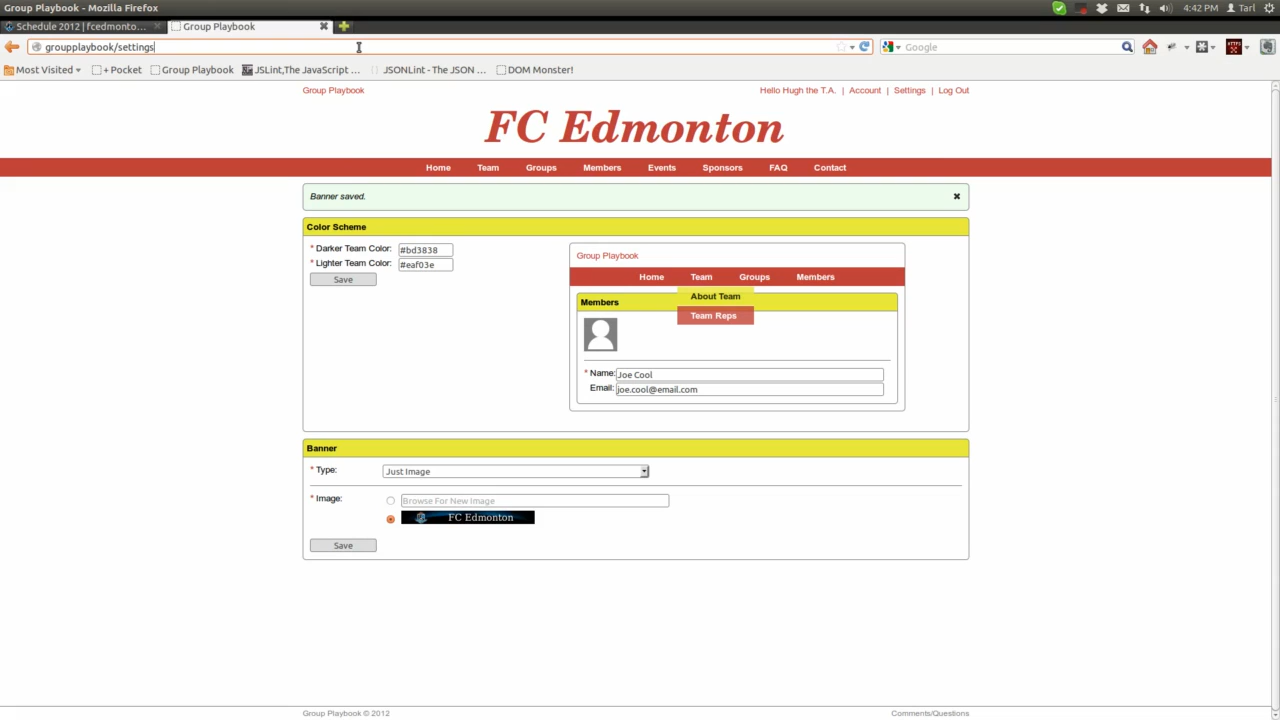 Group Playbook - Mozilla Firefox
4:42 PM Tarl
Schedule 2012 | fcedmonto...
Group Playbook
groupplaybook/settings
Google
Most Visited
+ Pocket
Group Playbook
JSLint,The JavaScript ...
JSONLint - The JSON ...
DOM Monster!
Group Playbook
Hello Hugh the T.A. | Account | Settings | Log Out
FC Edmonton
Home Team Groups Members Events Sponsors FAQ Contact
Banner saved.
Color Scheme
* Darker Team Color: #bd3838
* Lighter Team Color: #eaf03e
Save
Group Playbook
Home Team Groups Members
About Team
Team Reps
Members
* Name: Joe Cool
Email: joe.cool@email.com
Banner
* Type: Just Image
* Image: Browse For New Image
FC Edmonton
Save
Group Playbook © 2012
Comments/Questions